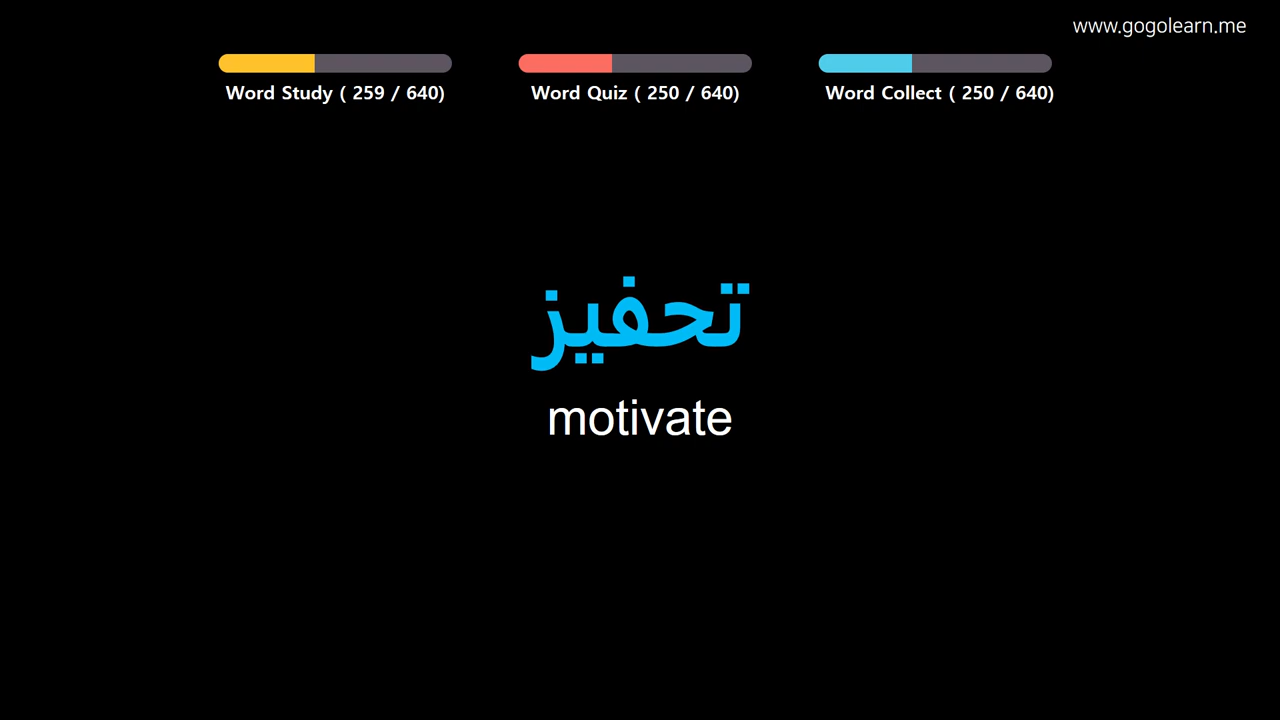 www.gogolearn.me
Word Study ( 259 / 640)
Word Quiz ( 250 / 640)
Word Collect ( 250 / 640)
تحفيز
motivate